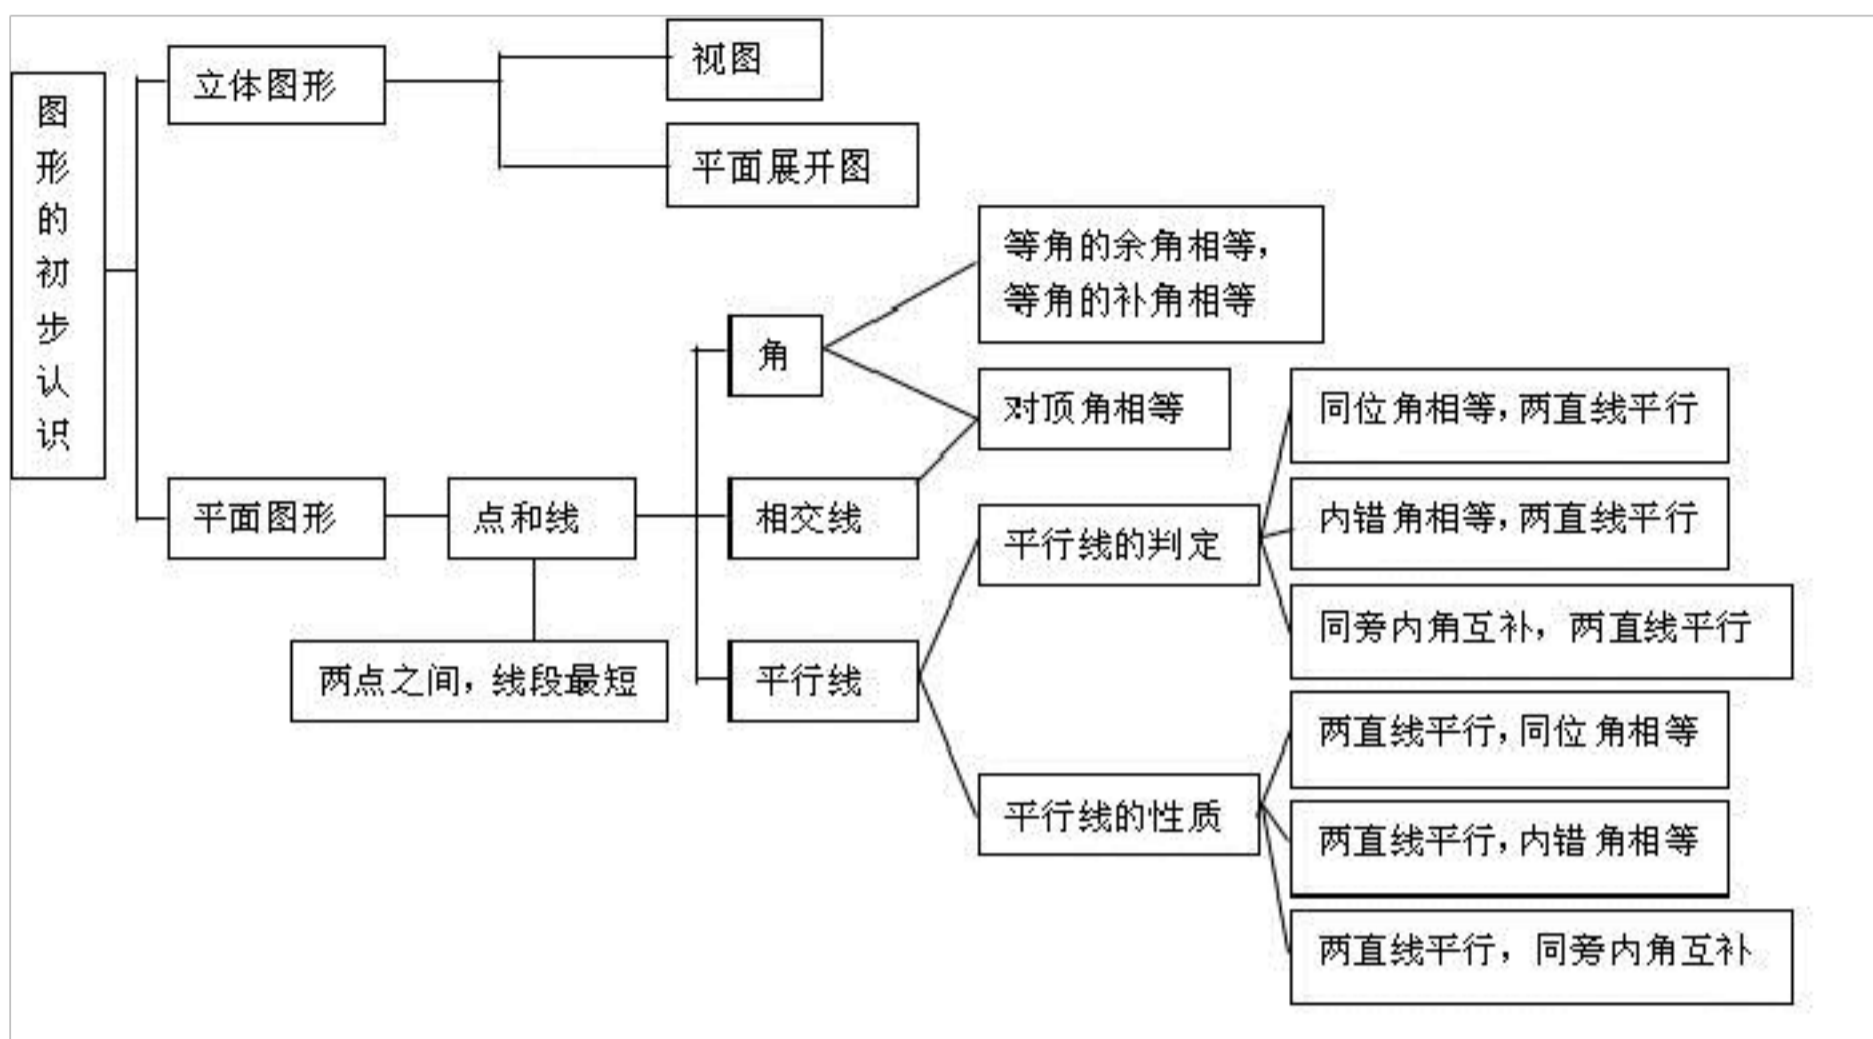 图形的初步认识
立体图形
视图
平面展开图
平面图形
点和线
两点之间，线段最短
角
等角的余角相等，
等角的补角相等
对顶角相等
相交线
平行线
平行线的判定
同位角相等，两直线平行
内错角相等，两直线平行
同旁内角互补，两直线平行
平行线的性质
两直线平行，同位角相等
两直线平行，内错角相等
两直线平行，同旁内角互补